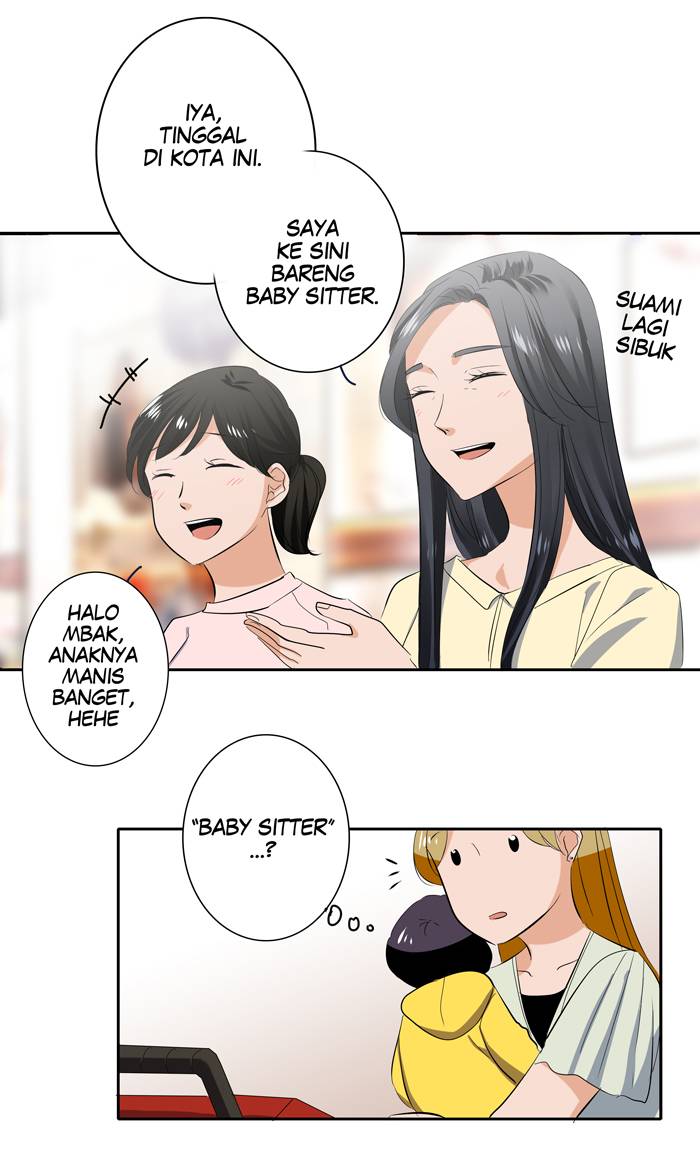 IYA,
TINGGAL
DI KOTA INI.
SAYA
KE SINI
BARENG
BABY SITTER.
SUAMI
LAGI
SIBUK
HALO
MBAK,
ANAKNYA
MANIS
BANGET,
HEHE
"BABY SITTER"
...?